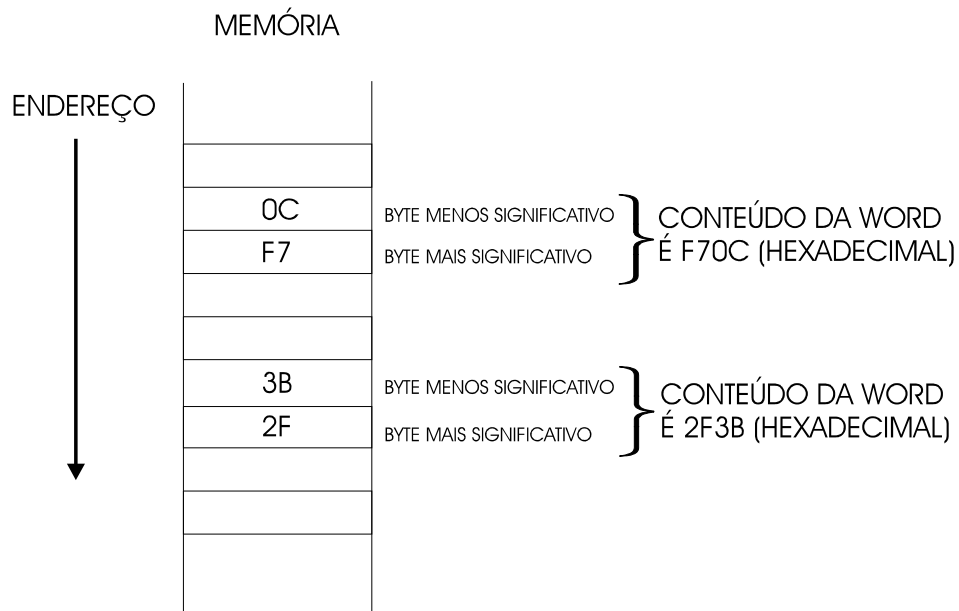 MEMÓRIA
ENDEREÇO
0C
BYTE MENOS SIGNIFICATIVO
F7
BYTE MAIS SIGNIFICATIVO
CONTEÚDO DA WORD
É F70C (HEXADECIMAL)
3B
BYTE MENOS SIGNIFICATIVO
2F
BYTE MAIS SIGNIFICATIVO
CONTEÚDO DA WORD
É 2F3B (HEXADECIMAL)